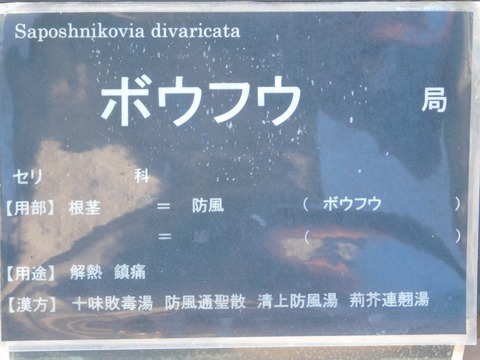 Saposhnikovia divaricata
ボウフウ 局
セリ 科
【用部】 根茎 = 防風 ( ボウフウ )
= ( )
【用途】 解熱 鎮痛
【漢方】 十味敗毒湯 防風通聖散 清上防風湯 荊芥連翹湯